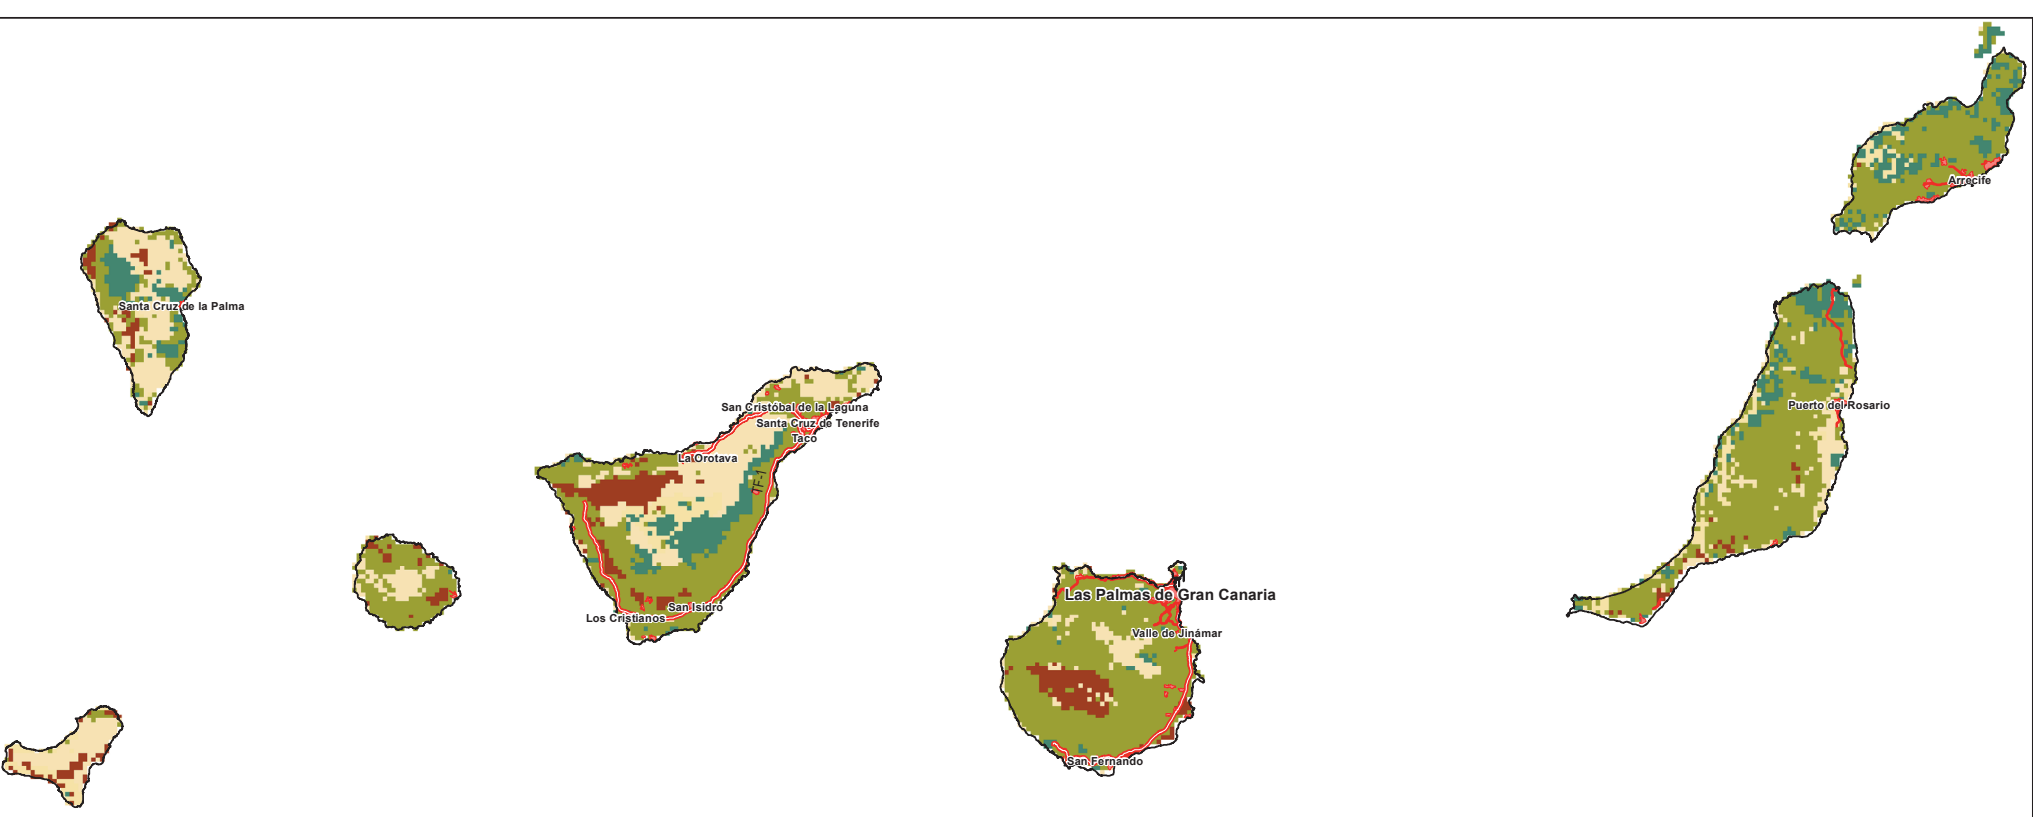 Arrecife
Santa Cruz de la Palma
Puerto del Rosario
San Cristóbal de la Laguna
Santa Cruz de Tenerife
Taco
La Orotava
TF-1
Las Palmas de Gran Canaria
San Isidro
Los Cristianos
Valle de Jinámar
San Fernando